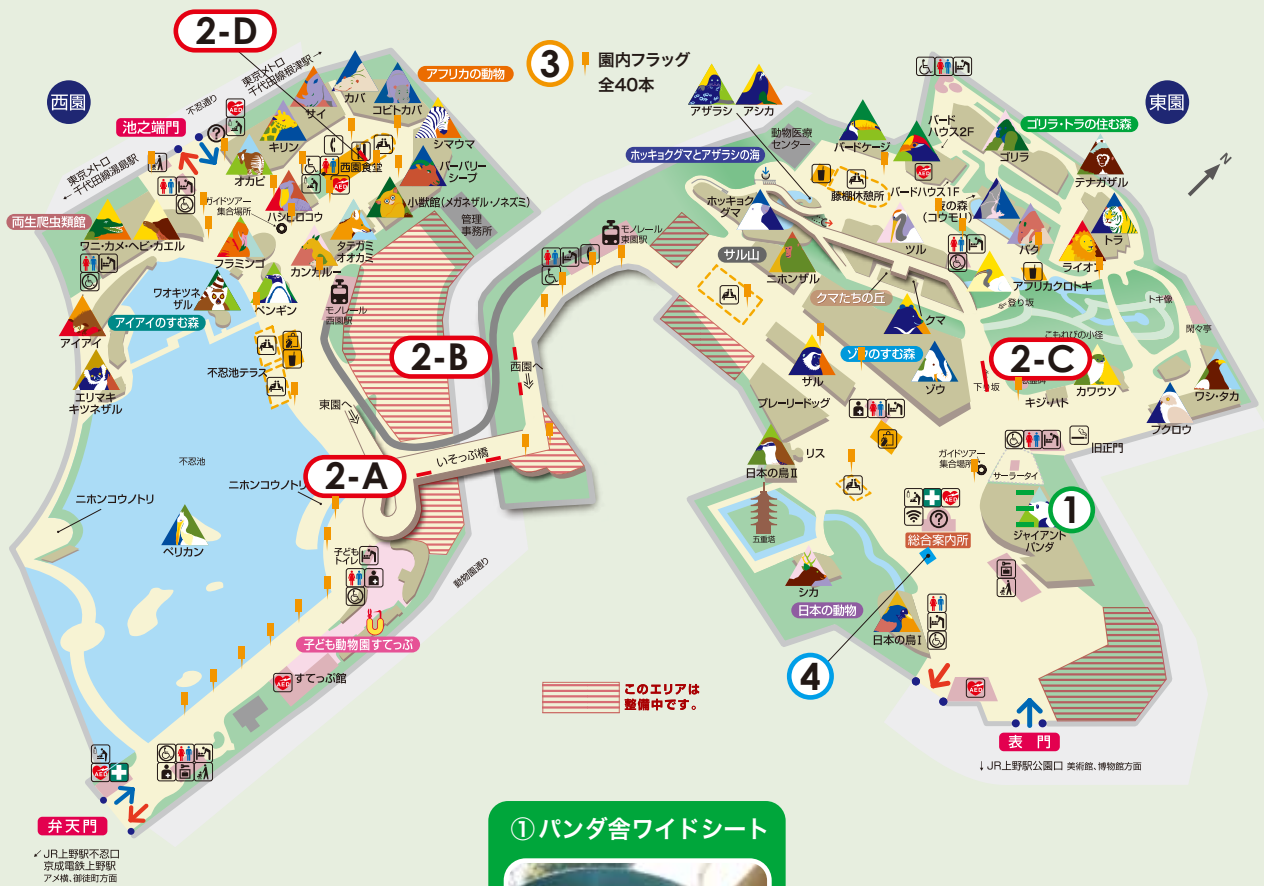 2-D
東京メトロ
千代田線根津駅→
不忍通り
西園
池之端門
東京メトロ
千代田線湯島駅
AED
?
アフリカの動物
サイ
カバ
コビトカバ
キリン
シマウマ
オカピ
西園食堂
バーバリー
シープ
小獣館(メガネザル・ノネズミ)
管理
事務所
ガイドツアー
集合場所
ハシビロコウ
タテガミ
オオカミ
両生爬虫類館
ワニ・カメ・ヘビ・カエル
フラミンゴ
カンガルー
ワオキツネ
ザル
ペンギン
モノレール
西園駅
アイアイのすむ森
アイアイ
エリマキ
キツネザル
不忍池テラス
東園へ
2-B
西園へ
いそっぷ橋
2-A
不忍池
ニホンコウノトリ
ニホンコウノトリ
ペリカン
子ども
トイレ
動物園通り
子ども動物園すてっぷ
AED
すてっぷ館
AED
弁天門
↙JR上野駅不忍口
京成電鉄上野駅
アメ横、御徒町方面
3
園内フラッグ
全40本
東園
N
アザラシ
アシカ
動物医療
センター
バードケージ
バード
ハウス2F
ゴリラ・トラの住む森
ゴリラ
テナガザル
ホッキョクグマとアザラシの海
藤棚休憩所
バードハウス1F
夜の森
(コウモリ)
ホッキョク
グマ
モノレール
東園駅
サル山
ニホンザル
ツル
バク
トラ
ライオン
クマたちの丘
アフリカクロトキ
登り坂
トキ像
クマ
こもれびの小径
閑々亭
ゾウのすむ森
2-C
サル
ゾウ
下り坂
カワウソ
ワシ・タカ
プレーリードッグ
キジ・ハト
フクロウ
旧正門
リス
日本の鳥Ⅱ
ガイドツアー
集合場所
サーラータイ
AED
?
総合案内所
1
ジャイアント
パンダ
五重塔
シカ
日本の動物
日本の鳥Ⅰ
4
AED
表門
↓JR上野駅公園口 美術館、博物館方面
このエリアは
整備中です。
①パンダ舎ワイドシート